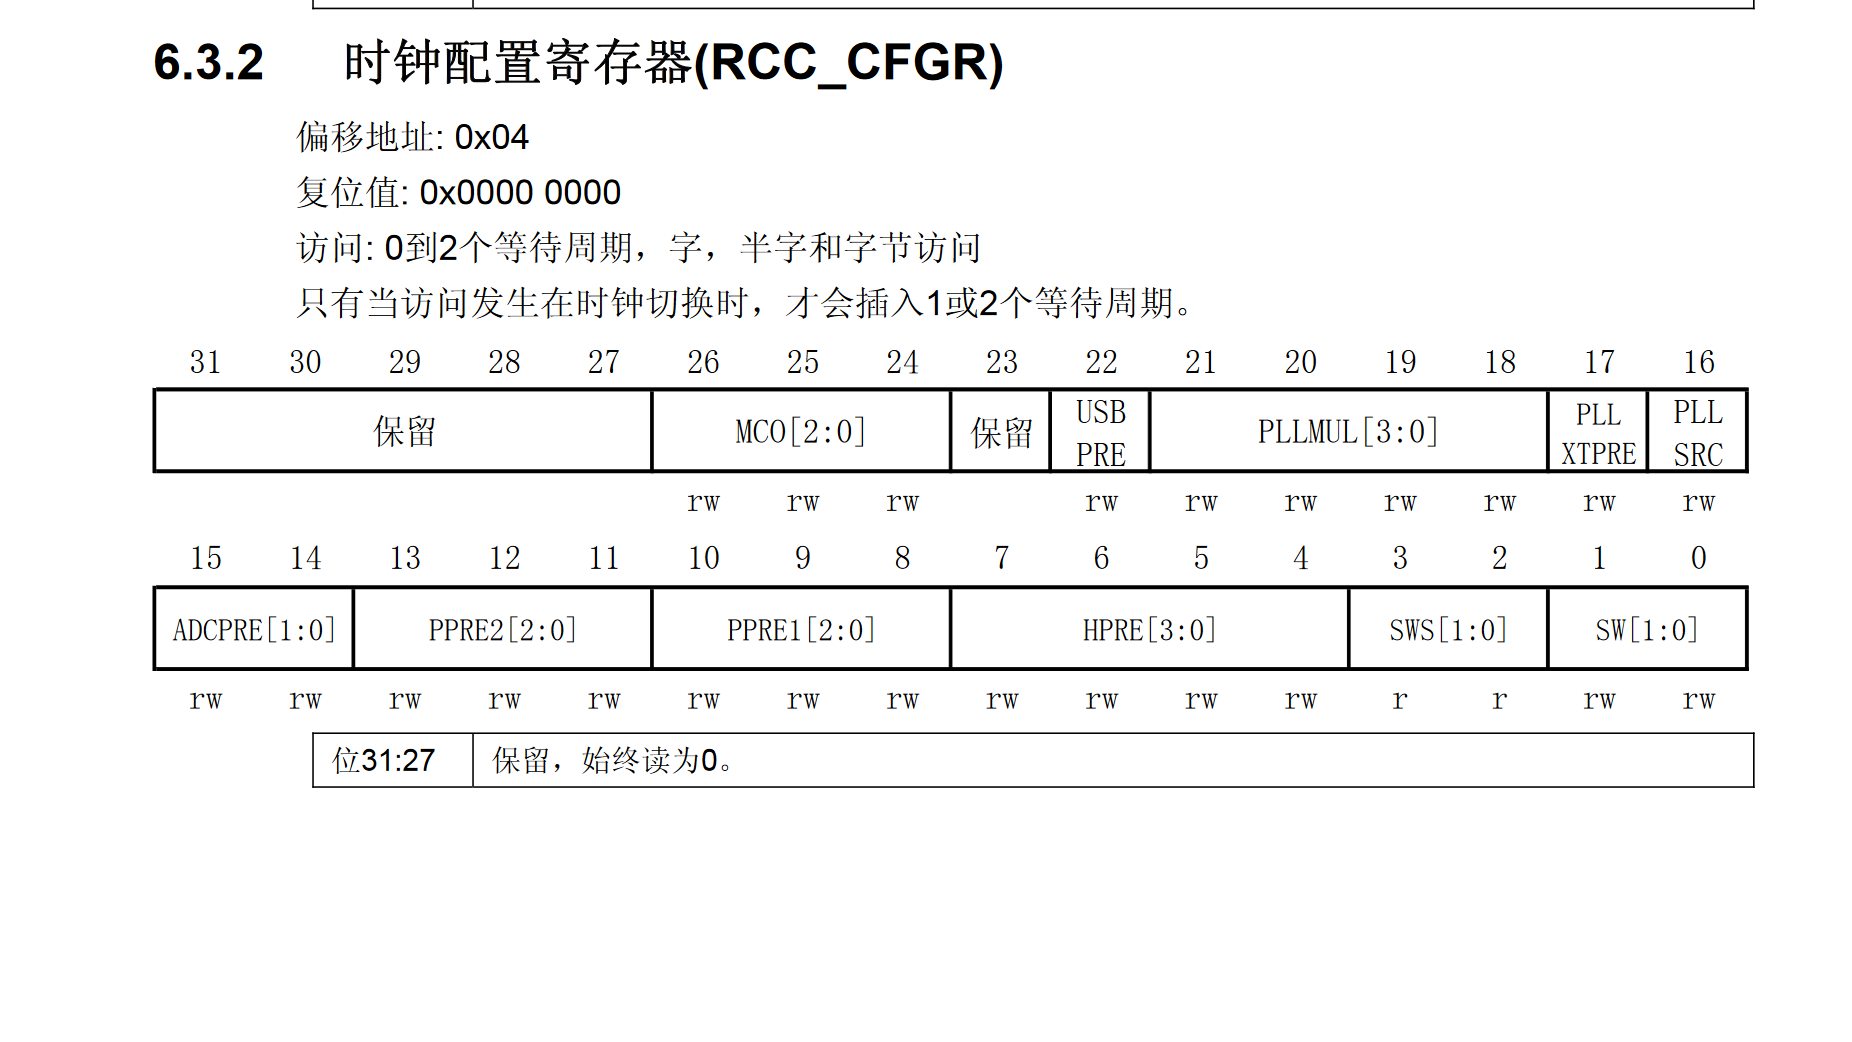 6.3.2 时钟配置寄存器(RCC_CFGR)
偏移地址: 0x04
复位值: 0x0000 0000
访问: 0到2个等待周期，字，半字和字节访问
只有当访问发生在时钟切换时，才会插入1或2个等待周期。
31 30 29 28 27 26 25 24 23 22 21 20 19 18 17 16
保留 MCO[2:0] 保留 USB PRE PLLMUL[3:0] PLL XTPRE PLL SRC
rw rw rw rw rw rw rw rw rw rw
15 14 13 12 11 10 9 8 7 6 5 4 3 2 1 0
ADCPRE[1:0] PPRE2[2:0] PPRE1[2:0] HPRE[3:0] SWS[1:0] SW[1:0]
rw rw rw rw rw rw rw rw rw rw rw rw r r rw rw
位31:27 保留，始终读为0。